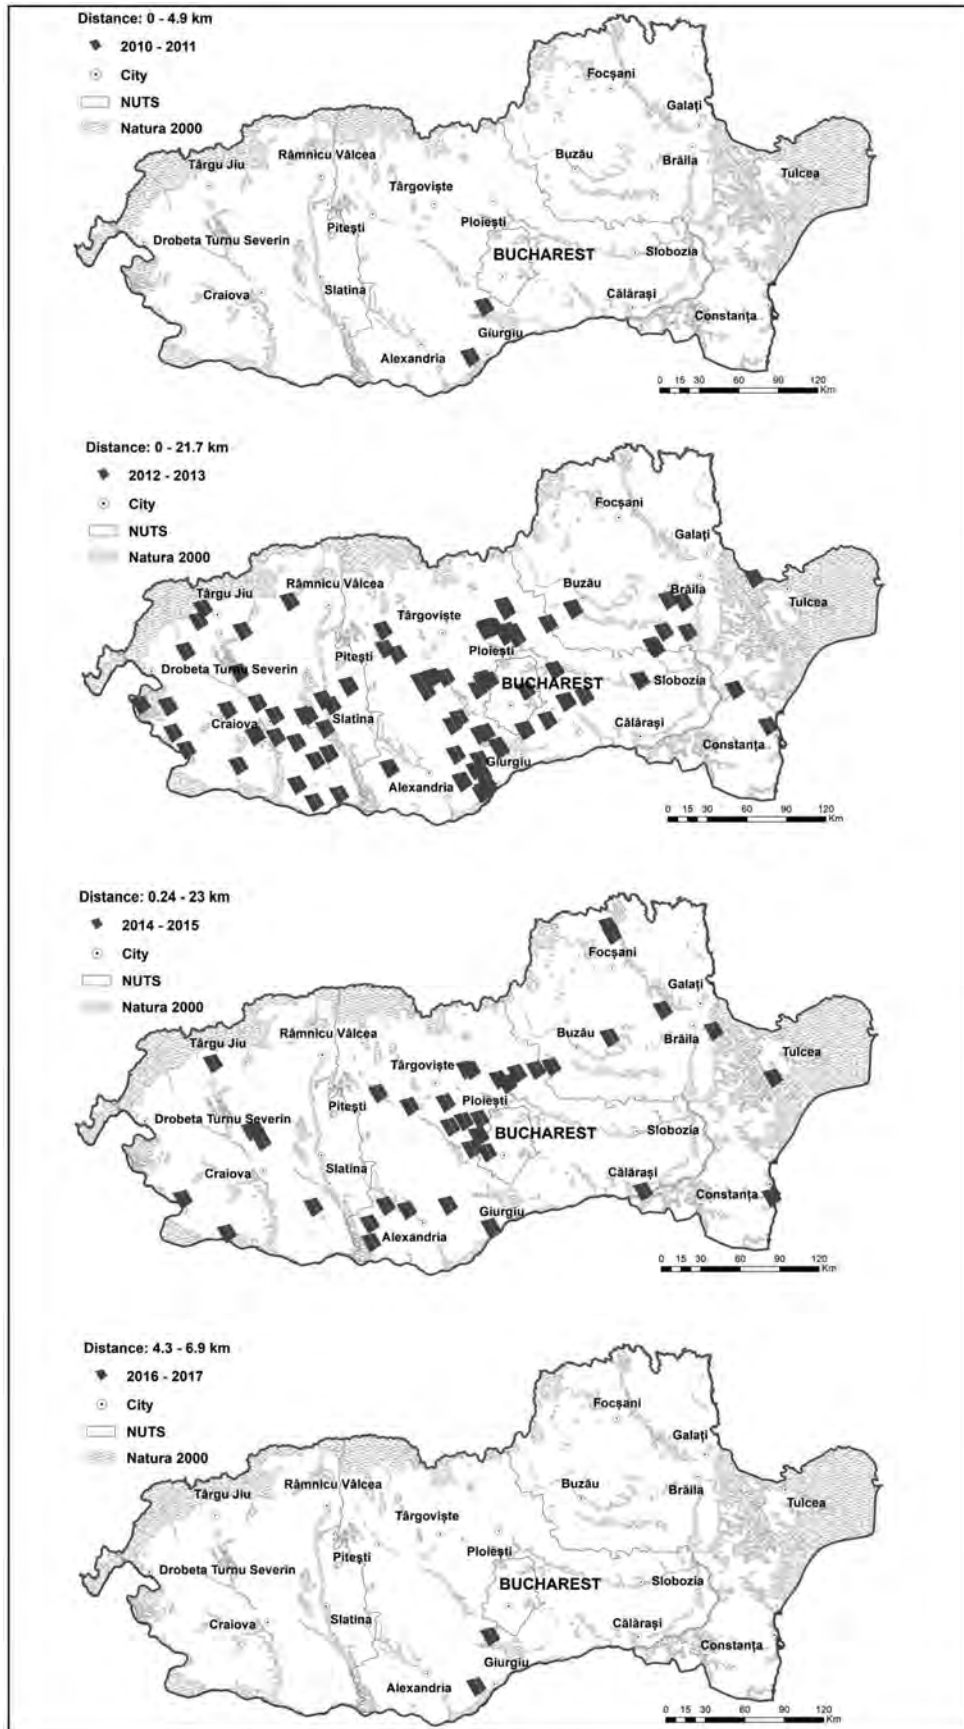 Distance: 0 - 4.9 km
2010 - 2011
City
NUTS
Natura 2000
Focșani
Galați
Târgu Jiu
Râmnicu Vâlcea
Buzău
Brăila
Tulcea
Târgoviște
Pitești
Ploiești
Drobeta Turnu Severin
BUCHAREST
Slobozia
Craiova
Slatina
Călărași
Constanța
Giurgiu
Alexandria
0 15 30 60 90 120
Km
Distance: 0 - 21.7 km
2012 - 2013
City
NUTS
Natura 2000
Focșani
Galați
Târgu Jiu
Râmnicu Vâlcea
Buzău
Brăila
Tulcea
Târgoviște
Pitești
Ploiești
Drobeta Turnu Severin
BUCHAREST
Slobozia
Craiova
Slatina
Călărași
Constanța
Giurgiu
Alexandria
0 15 30 60 90 120
Km
Distance: 0.24 - 23 km
2014 - 2015
City
NUTS
Natura 2000
Focșani
Galați
Târgu Jiu
Râmnicu Vâlcea
Buzău
Brăila
Tulcea
Târgoviște
Pitești
Ploiești
Drobeta Turnu Severin
BUCHAREST
Slobozia
Craiova
Slatina
Călărași
Constanța
Giurgiu
Alexandria
0 15 30 60 90 120
Km
Distance: 4.3 - 6.9 km
2016 - 2017
City
NUTS
Natura 2000
Focșani
Galați
Târgu Jiu
Râmnicu Vâlcea
Buzău
Brăila
Tulcea
Târgoviște
Pitești
Ploiești
Drobeta Turnu Severin
BUCHAREST
Slobozia
Craiova
Slatina
Călărași
Constanța
Giurgiu
Alexandria
0 15 30 60 90 120
Km